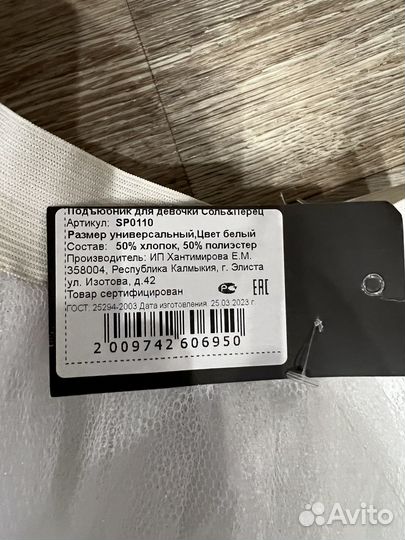 Подъюбник для девочки Соль&Перец
Артикул: SP0110
Размер универсальный,Цвет белый
Состав: 50% хлопок, 50% полиэстер
Производитель: ИП Хантимирова Е.М.
358004, Республика Калмыкия, г. Элиста
ул. Изотова, д.42
Товар сертифицирован
ГОСТ: 25294-2003 Дата изготовления: 25.03.2023 г.
2 009742 606950
Avito